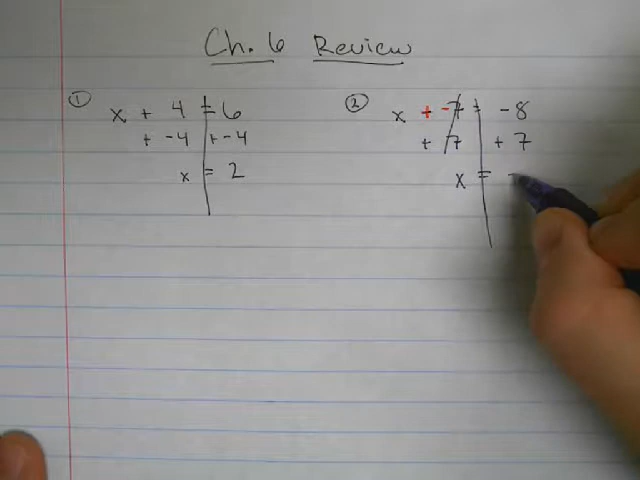 Ch. 6 Review
① x + 4 = 6
+ -4 + -4
x = 2
② x + -7 = -8
+ 7 + 7
x = -